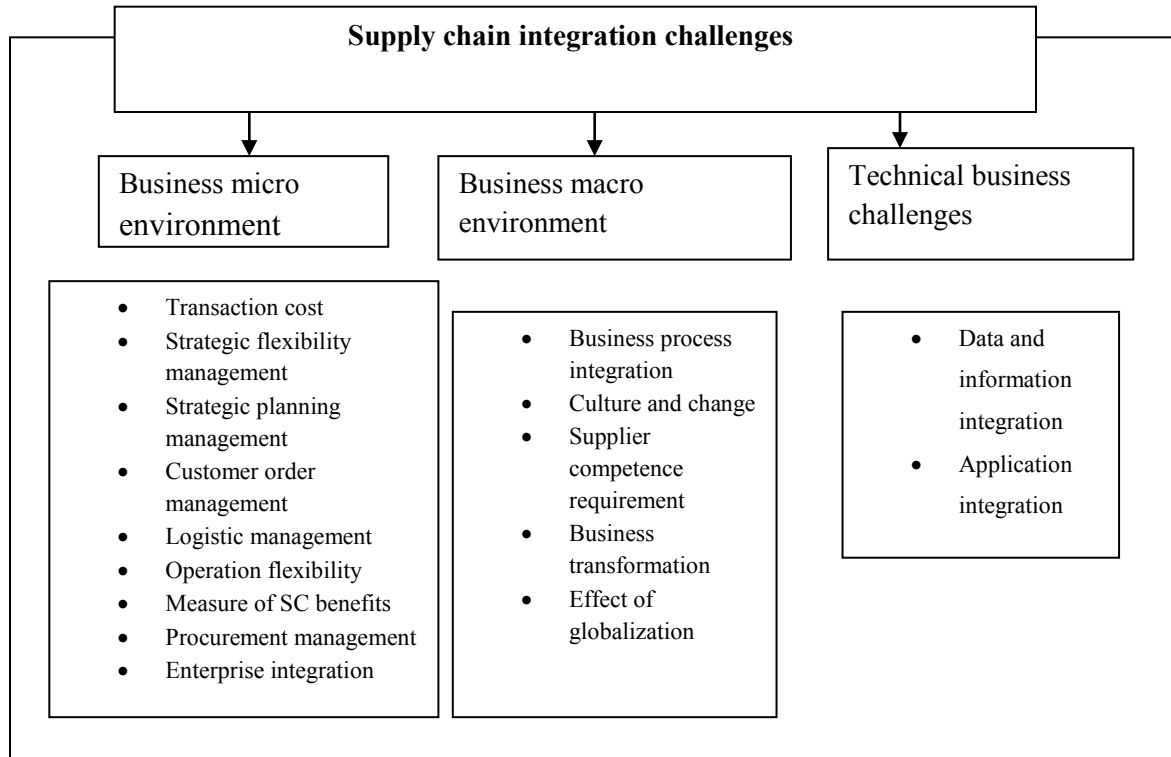 Supply chain integration challenges
Business micro
environment
Business macro
environment
Technical business
challenges
• Transaction cost
• Strategic flexibility
management
• Strategic planning
management
• Customer order
management
• Logistic management
• Operation flexibility
• Measure of SC benefits
• Procurement management
• Enterprise integration
• Business process
integration
• Culture and change
• Supplier
competence
requirement
• Business
transformation
• Effect of
globalization
• Data and
information
integration
• Application
integration